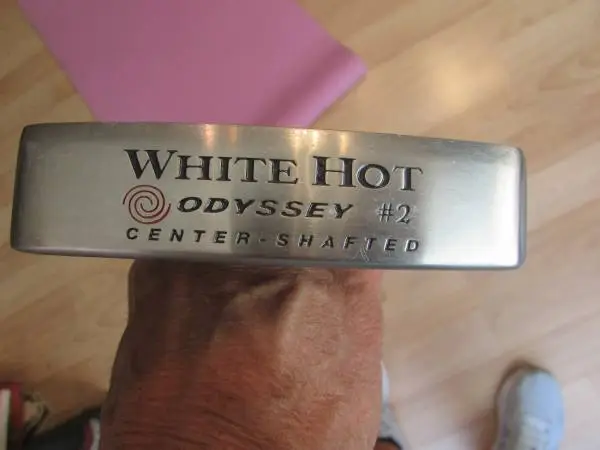 WHITE HOT
ODYSSEY #2
CENTER-SHAFTED